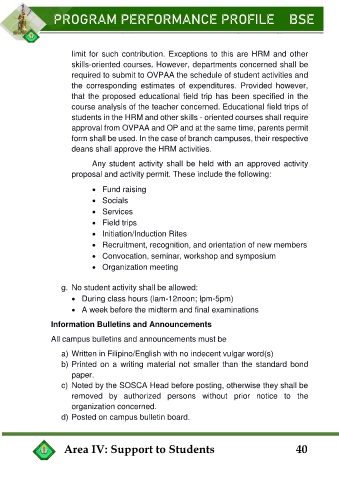 PROGRAM PERFORMANCE PROFILE BSE
limit for such contribution. Exceptions to this are HRM and other
skills-oriented courses. However, departments concerned shall be
required to submit to OVPAA the schedule of student activities and
the corresponding estimates of expenditures. Provided however,
that the proposed educational field trip has been specified in the
course analysis of the teacher concerned. Educational field trips of
students in the HRM and other skills - oriented courses shall require
approval from OVPAA and OP and at the same time, parents permit
form shall be used. In the case of branch campuses, their respective
deans shall approve the HRM activities.
Any student activity shall be held with an approved activity
proposal and activity permit. These include the following:
• Fund raising
• Socials
• Services
• Field trips
• Initiation/Induction Rites
• Recruitment, recognition, and orientation of new members
• Convocation, seminar, workshop and symposium
• Organization meeting
g. No student activity shall be allowed:
• During class hours (lam-12noon; lpm-5pm)
• A week before the midterm and final examinations
Information Bulletins and Announcements
All campus bulletins and announcements must be
a) Written in Filipino/English with no indecent vulgar word(s)
b) Printed on a writing material not smaller than the standard bond
paper.
c) Noted by the SOSCA Head before posting, otherwise they shall be
removed by authorized persons without prior notice to the
organization concerned.
d) Posted on campus bulletin board.
Area IV: Support to Students 40